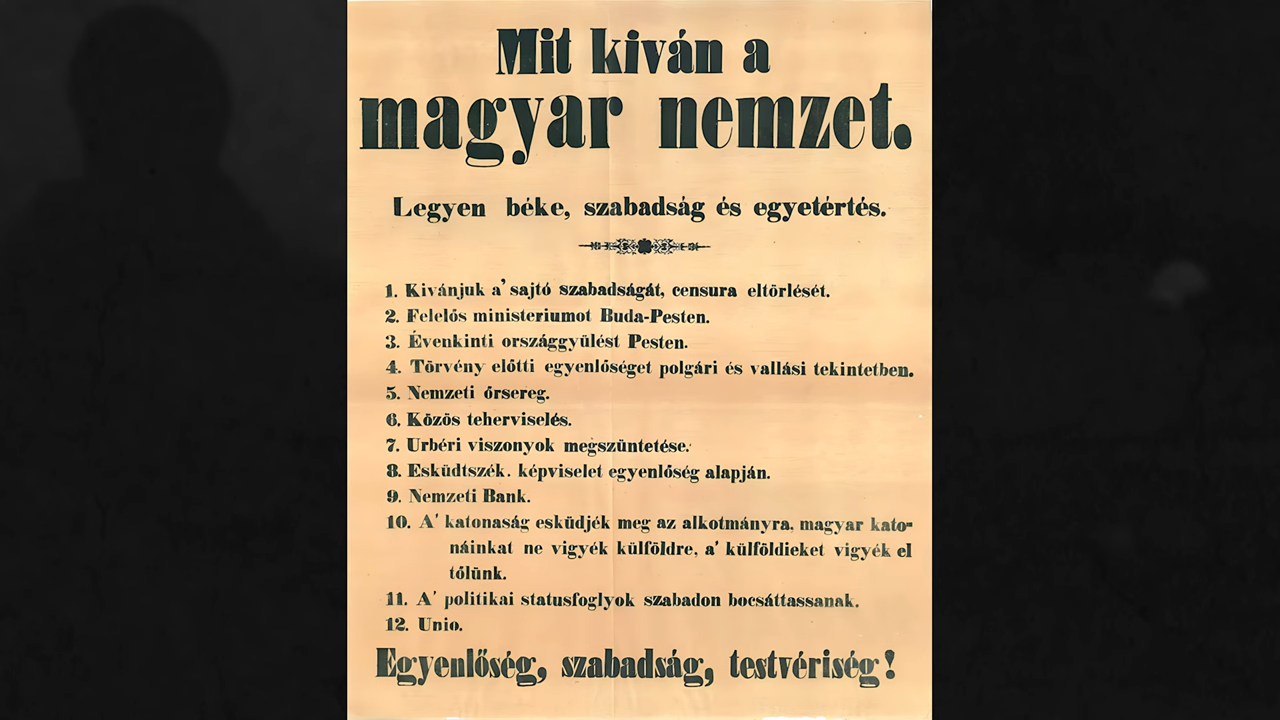 Mit kiván a
magyar nemzet.
Legyen béke, szabadság és egyetértés.
1. Kivánjuk a' sajtó szabadságát, censura eltörlését.
2. Felelős ministeriumot Buda-Pesten.
3. Évenkinti országgyülést Pesten.
4. Törvény előtti egyenlőséget polgári és vallási tekintetben.
5. Nemzeti őrsereg.
6. Közös teherviselés.
7. Urbéri viszonyok megszüntetése.
8. Esküdtszék. képviselet egyenlőség alapján.
9. Nemzeti Bank.
10. A' katonaság esküdjék meg az alkotmányra, magyar kato-
náinkat ne vigyék külföldre, a' külföldieket vigyék el
tőlünk.
11. A' politikai statusfoglyok szabadon bocsáttassanak.
12. Unio.
Egyenlőség, szabadság, testvériség!